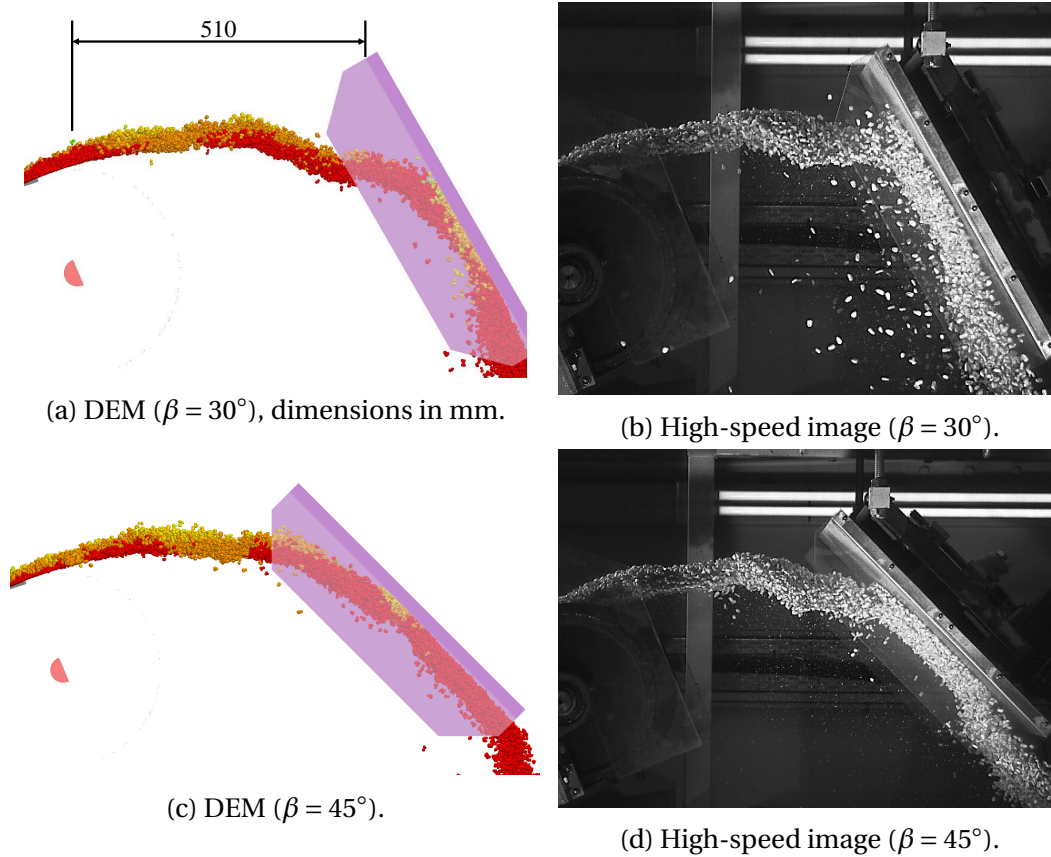 510
(a) DEM (β = 30°), dimensions in mm.
(b) High-speed image (β = 30°).
(c) DEM (β = 45°).
(d) High-speed image (β = 45°).